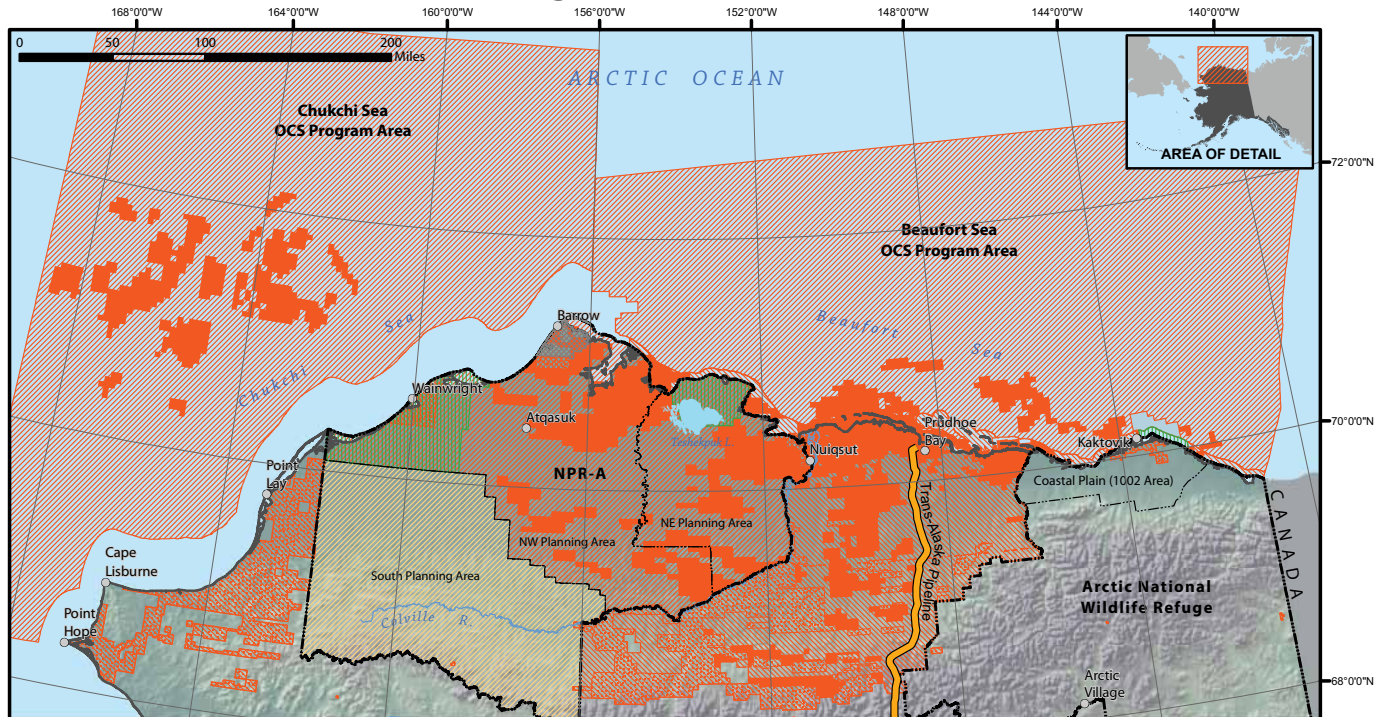 168°0'0"W
164°0'0"W
160°0'0"W
156°0'0"W
152°0'0"W
148°0'0"W
144°0'0"W
140°0'0"W
0
50
100
200
Miles
ARCTIC OCEAN
Chukchi Sea
OCS Program Area
AREA OF DETAIL
72°0'0"N
Beaufort Sea
OCS Program Area
Chukchi Sea
Barrow
Beaufort Sea
Wainwright
Atqasuk
Teshekpuk L.
Prudhoe
Bay
Kaktovik
70°0'0"N
Nuiqsut
Point
Lay
NPR-A
Coastal Plain (1002 Area)
CANADA
NE Planning Area
NW Planning Area
Trans-Alaska Pipeline
Cape
Lisburne
South Planning Area
Arctic National
Wildlife Refuge
Point
Hope
Colville R.
Arctic
Village
68°0'0"N